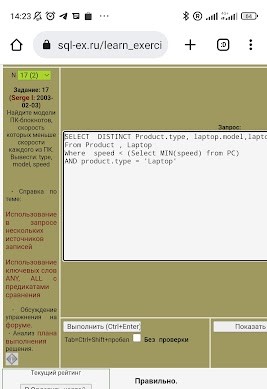 14:23
64
sql-ex.ru/learn_exerci
N 17 (2)
Задание: 17
(Serge I: 2003-
02-03)
Найдите модели
ПК-блокнотов,
скорость
которых меньше
скорости
каждого из ПК.
Вывести: type,
model, speed
- Справка по
теме:
Использование
в запросе
нескольких
источников
записей
Использование
ключевых слов
ANY, ALL с
предикатами
сравнения
- Обсуждение
упражнения на
форуме.
- Анализ плана
выполнения
решения.
Запрос:
SELECT DISTINCT Product.type, laptop.model,lapto
From Product , Laptop
Where speed < (Select MIN(speed) from PC)
AND product.type = 'Laptop'
Выполнить (Ctrl+Enter)
Показать
Tab=Ctrl+Shift+пробел
Без проверки
Текущий рейтинг
Правильно.